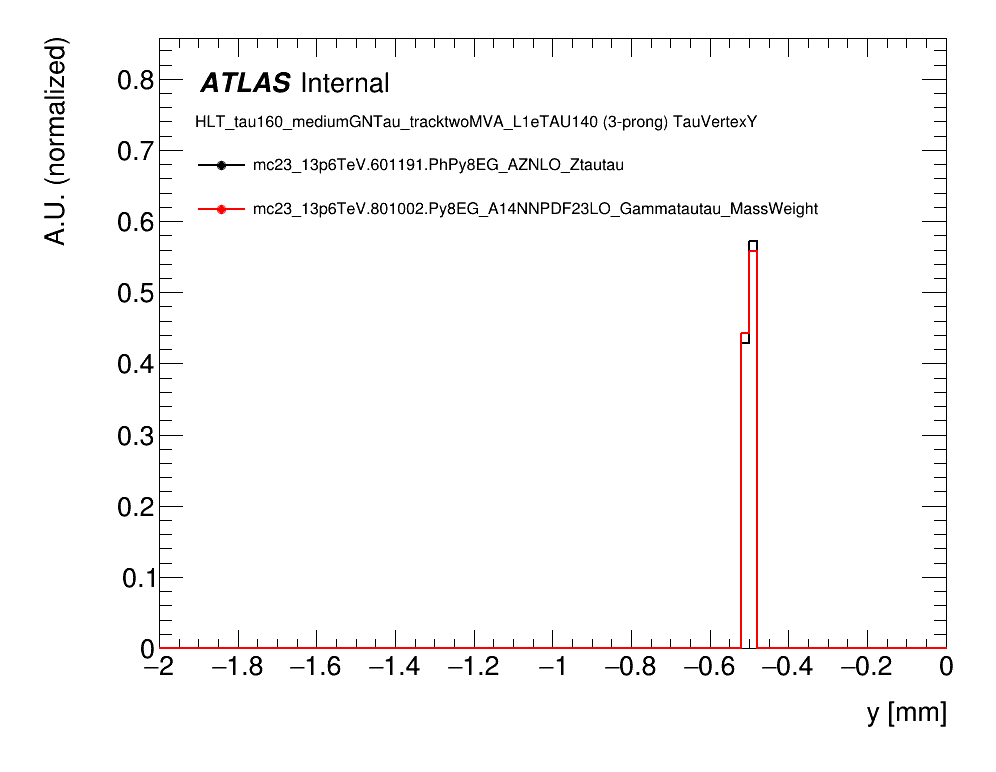 A.U. (normalized)
ATLAS Internal
HLT_tau160_mediumGNTau_tracktwoMVA_L1eTAU140 (3-prong) TauVertexY
mc23_13p6TeV.601191.PhPy8EG_AZNLO_Ztautau
mc23_13p6TeV.801002.Py8EG_A14NNPDF23LO_Gammatautau_MassWeight
0.8
0.7
0.6
0.5
0.4
0.3
0.2
0.1
0
−2 −1.8 −1.6 −1.4 −1.2 −1 −0.8 −0.6 −0.4 −0.2 0
y [mm]